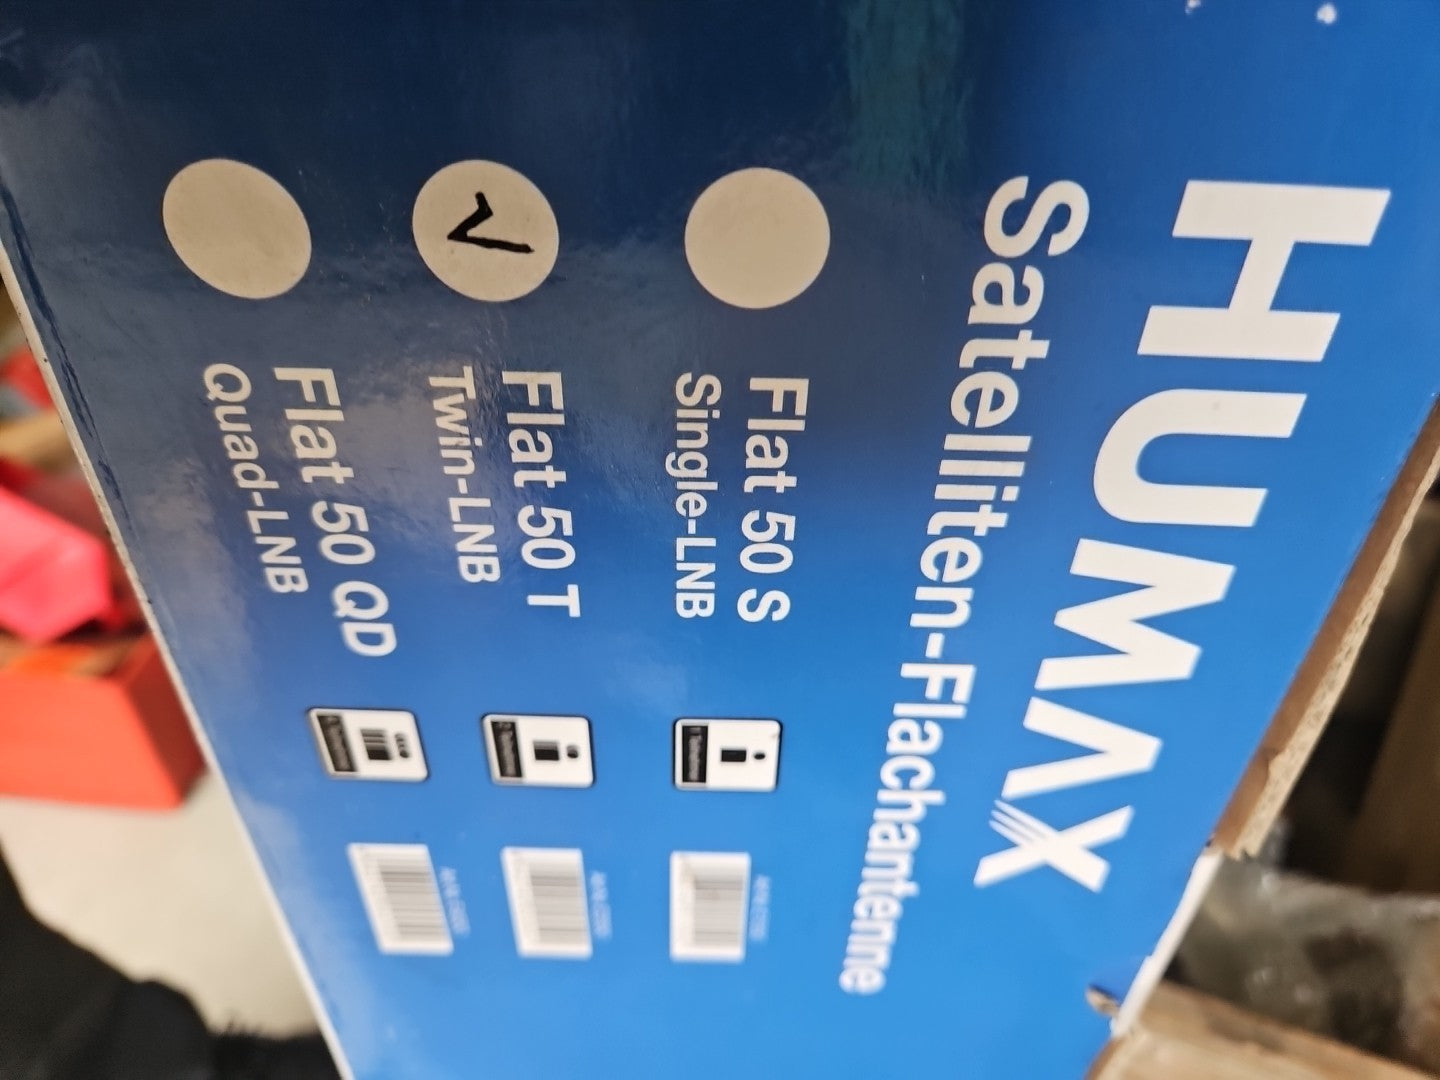 HUMAX
Satelliten-Flachantenne
Flat 50 S
Single-LNB
Flat 50 T
Twin-LNB
Flat 50 QD
Quad-LNB